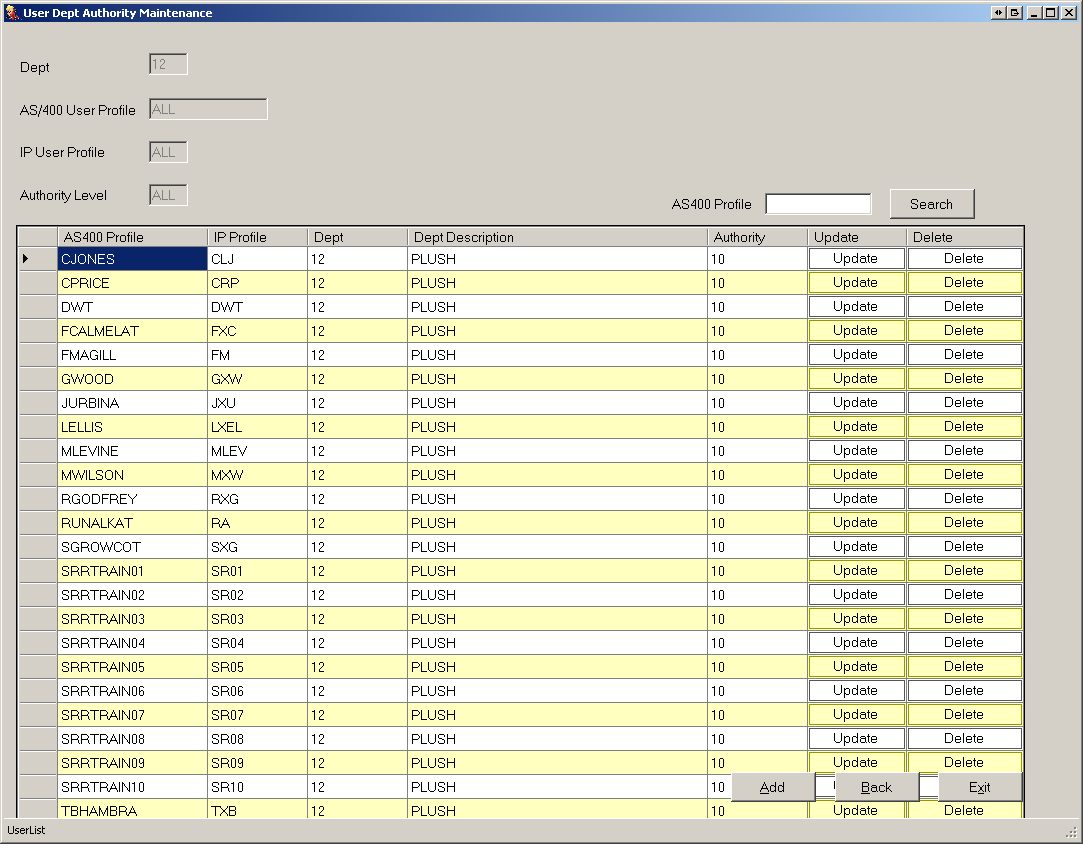 User Dept Authority Maintenance
Dept 12
AS/400 User Profile ALL
IP User Profile ALL
Authority Level ALL
AS400 Profile Search
AS400 Profile IP Profile Dept Dept Description Authority Update Delete
CJONES CLJ 12 PLUSH 10 Update Delete
CPRICE CRP 12 PLUSH 10 Update Delete
DWT DWT 12 PLUSH 10 Update Delete
FCALMELAT FXC 12 PLUSH 10 Update Delete
FMAGILL FM 12 PLUSH 10 Update Delete
GWOOD GXW 12 PLUSH 10 Update Delete
JURBINA JXU 12 PLUSH 10 Update Delete
LELLIS LXEL 12 PLUSH 10 Update Delete
MLEVINE MLEV 12 PLUSH 10 Update Delete
MWILSON MXW 12 PLUSH 10 Update Delete
RGODFREY RXG 12 PLUSH 10 Update Delete
RUNALKAT RA 12 PLUSH 10 Update Delete
SGROWCOT SXG 12 PLUSH 10 Update Delete
SRRTRAIN01 SR01 12 PLUSH 10 Update Delete
SRRTRAIN02 SR02 12 PLUSH 10 Update Delete
SRRTRAIN03 SR03 12 PLUSH 10 Update Delete
SRRTRAIN04 SR04 12 PLUSH 10 Update Delete
SRRTRAIN05 SR05 12 PLUSH 10 Update Delete
SRRTRAIN06 SR06 12 PLUSH 10 Update Delete
SRRTRAIN07 SR07 12 PLUSH 10 Update Delete
SRRTRAIN08 SR08 12 PLUSH 10 Update Delete
SRRTRAIN09 SR09 12 PLUSH 10 Update Delete
SRRTRAIN10 SR10 12 PLUSH 10 Add Back Exit
TBHAMBRA TXB 12 PLUSH 10 Update Delete
UserList